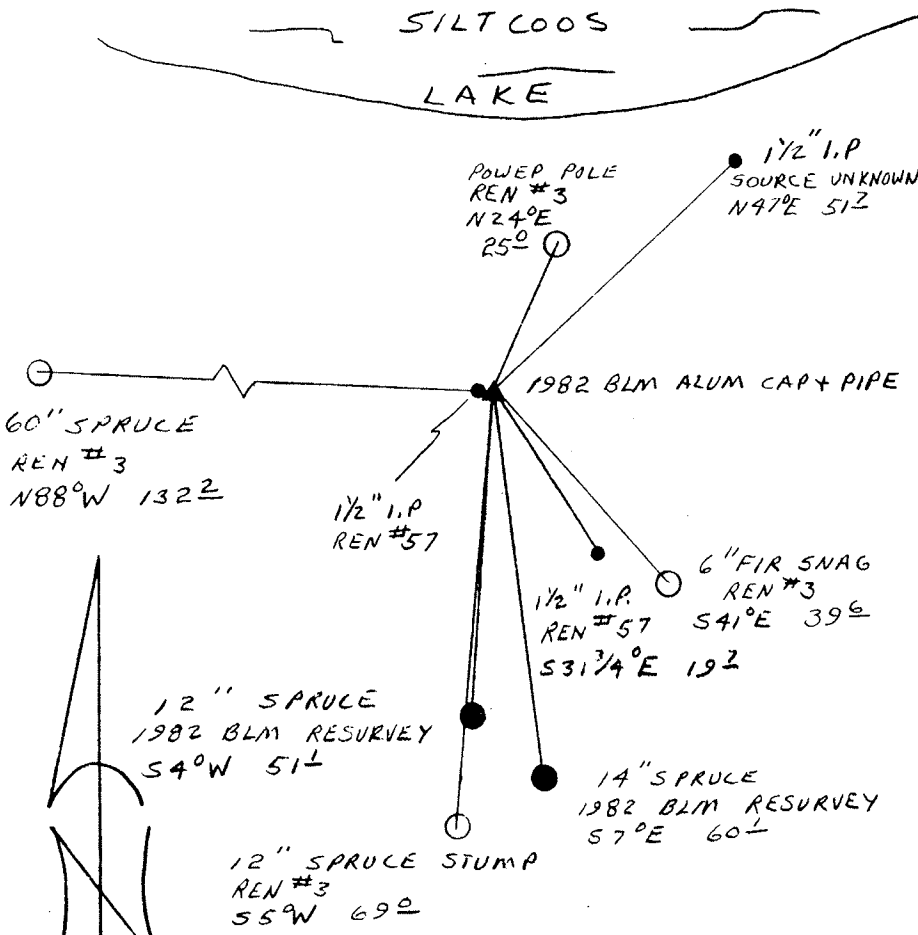 SILTCOOS
LAKE
POWER POLE
REN #3
N24°E
25⁰
1½" I.P
SOURCE UNKNOWN
N47°E 51⁷
1982 BLM ALUM CAP + PIPE
60" SPRUCE
REN #3
N88°W 132²
1½" I.P
REN #57
6" FIR SNAG
REN #3
S41°E 39⁶
1½" I.P.
REN #57
S31¾°E 19⁷
12" SPRUCE
1982 BLM RESURVEY
S4°W 51¹
14" SPRUCE
1982 BLM RESURVEY
S7°E 60¹
12" SPRUCE STUMP
REN #3
S5°W 69⁰